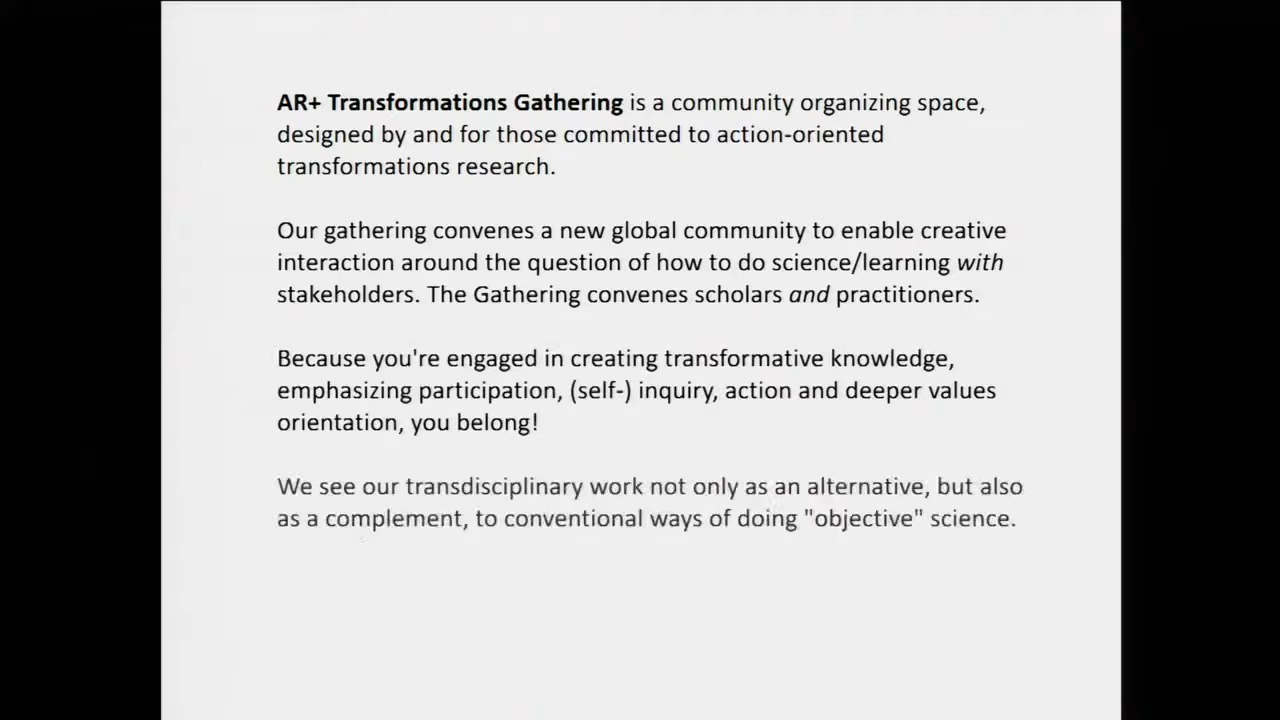 AR+ Transformations Gathering is a community organizing space,
designed by and for those committed to action-oriented
transformations research.
Our gathering convenes a new global community to enable creative
interaction around the question of how to do science/learning with
stakeholders. The Gathering convenes scholars and practitioners.
Because you're engaged in creating transformative knowledge,
emphasizing participation, (self-) inquiry, action and deeper values
orientation, you belong!
We see our transdisciplinary work not only as an alternative, but also
as a complement, to conventional ways of doing "objective" science.